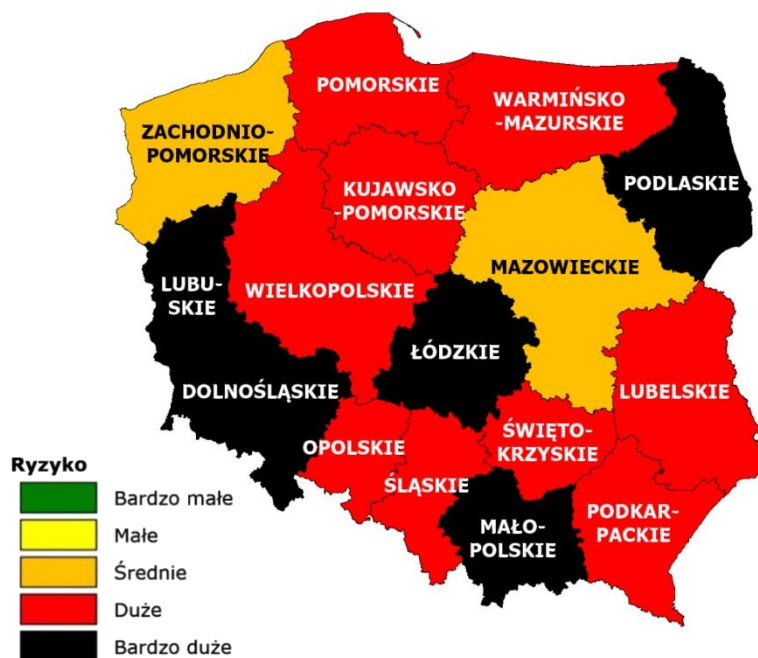 POMORSKIE
WARMIŃSKO
-MAZURSKIE
ZACHODNIO-
POMORSKIE
PODLASKIE
KUJAWSKO
-POMORSKIE
MAZOWIECKIE
LUBU-
SKIE
WIELKOPOLSKIE
ŁÓDZKIE
DOLNOŚLĄSKIE
LUBELSKIE
OPOLSKIE
ŚWIĘTO-
KRZYSKIE
ŚLĄSKIE
MAŁO-
POLSKIE
PODKAR-
PACKIE
Ryzyko
Bardzo małe
Małe
Średnie
Duże
Bardzo duże